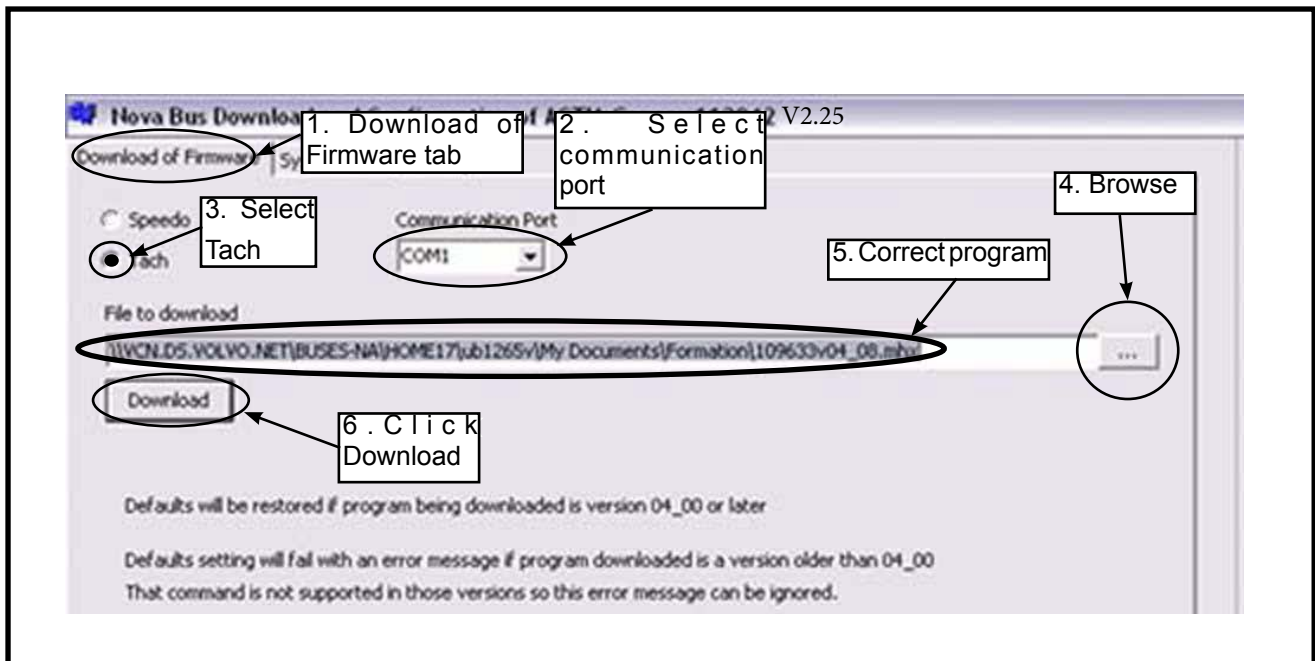 Nova Bus Downloa V2.25
1. Download of
Firmware tab
2. Select
communication
port
Download of Firmware
Sy
4. Browse
Speedo
3. Select
Tach
Communication Port
Tach
COM1
5. Correct program
File to download
\\VCN.DS.VOLVO.NET\BUSES-NA\HOME17\ub1265v\My Documents\Formation\109633v04_08.mhx
...
Download
6. Click
Download
Defaults will be restored if program being downloaded is version 04_00 or later
Defaults setting will fail with an error message if program downloaded is a version older than 04_00
That command is not supported in those versions so this error message can be ignored.